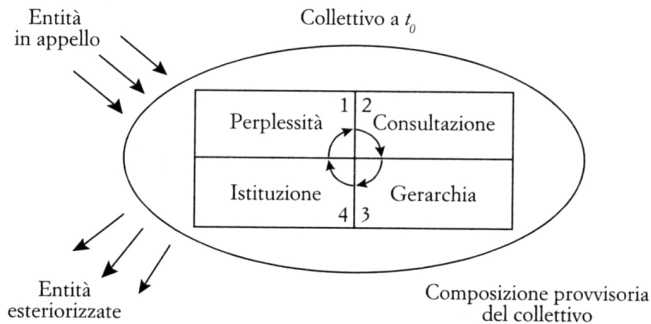 Entità
in appello
Collettivo a t0
Perplessità
1
2
Consultazione
Istituzione
4
3
Gerarchia
Entità
esteriorizzate
Composizione provvisoria
del collettivo